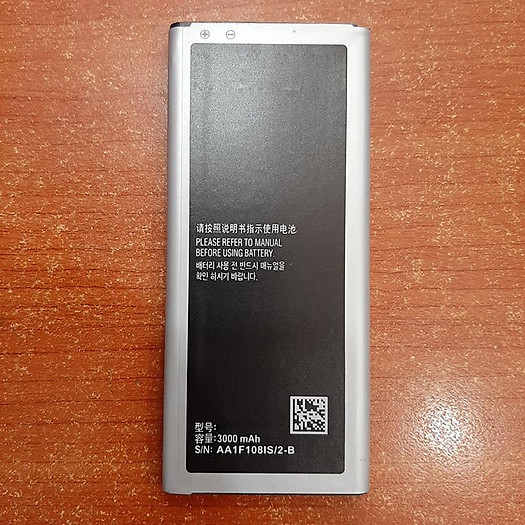 ⊕ ⊖
请按照说明书指示使用电池
PLEASE REFER TO MANUAL
BEFORE USING BATTERY.
배터리 사용 전 반드시 매뉴얼을
확인 하시기 바랍니다.
型号:
容量:3000 mAh
S/N: AA1F108IS/2-B